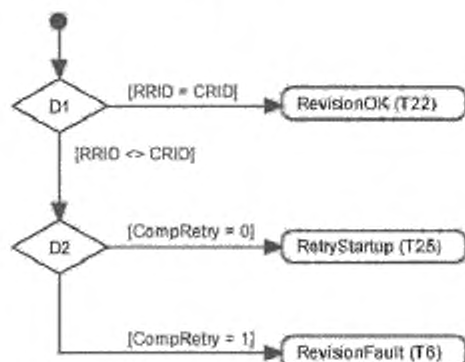 D1
[RRID = CRID]
RevisionOK (T22)
[RRID <> CRID]
D2
[CompRetry = 0]
RetryStartup (T25)
[CompRetry = 1]
RevisionFault (T6)